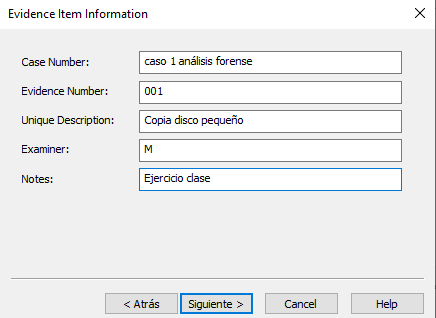 Evidence Item Information
Case Number: caso 1 análisis forense
Evidence Number: 001
Unique Description: Copia disco pequeño
Examiner: M
Notes: Ejercicio clase
< Atrás Siguiente > Cancel Help